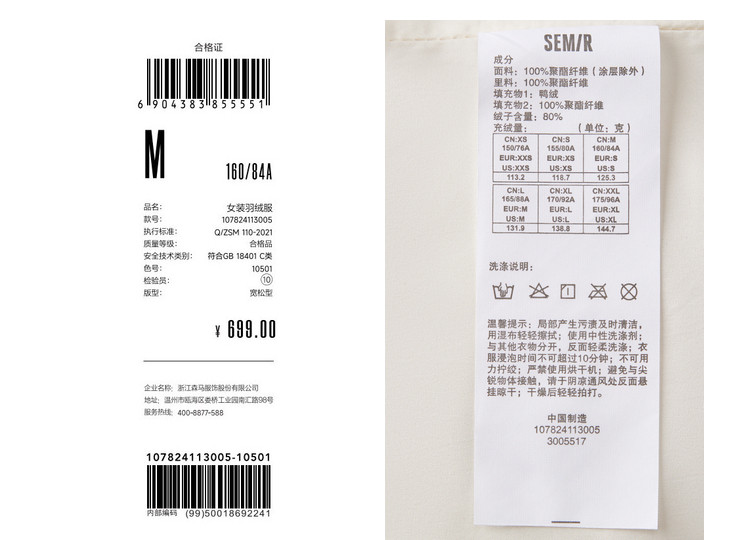 合格证
6 904383 855551
M
160/84A
品名: 女装羽绒服
款号: 107824113005
执行标准: Q/ZSM 110-2021
质量等级: 合格品
安全技术类别: 符合GB 18401 C类
色号: 10501
检验员: 10
版型: 宽松型
¥ 699.00
企业名称: 浙江森马服饰股份有限公司
地址: 温州市瓯海区娄桥工业园南汇路98号
服务热线: 400-8877-588
107824113005-10501
内部编码 (99)50018692241
SEM/R
成分
面料: 100%聚酯纤维（涂层除外）
里料: 100%聚酯纤维
填充物1: 鸭绒
填充物2: 100%聚酯纤维
绒子含量: 80%
充绒量: （单位: 克）
CN:XS CN:S CN:M
150/76A 155/80A 160/84A
EUR:XXS EUR:XS EUR:S
US:XXS US:XS US:S
113.2 118.7 125.3
CN:L CN:XL CN:XXL
165/88A 170/92A 175/96A
EUR:M EUR:L EUR:XL
US:M US:L US:XL
131.9 138.8 144.7
洗涤说明:
温馨提示: 局部产生污渍及时清洁,
用湿布轻轻擦拭; 使用中性洗涤剂;
与其他衣物分开, 反面轻柔洗涤; 衣
服浸泡时间不可超过10分钟; 不可用
力拧绞; 严禁使用烘干机; 避免与尖
锐物体接触, 请于阴凉通风处反面悬
挂晾干; 干燥后轻轻拍打。
中国制造
107824113005
3005517